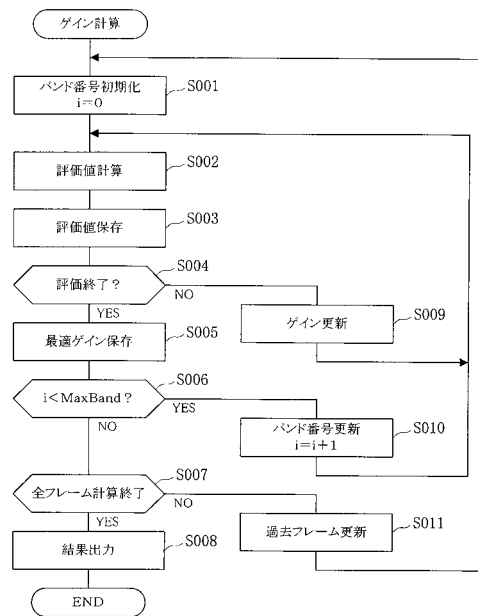 ゲイン計算
バンド番号初期化
i=0
S001
評価値計算
S002
評価値保存
S003
評価終了?
S004
YES
NO
ゲイン更新
S009
最適ゲイン保存
S005
i<MaxBand?
S006
YES
NO
バンド番号更新
i=i+1
S010
全フレーム計算終了
S007
NO
YES
過去フレーム更新
S011
結果出力
S008
END